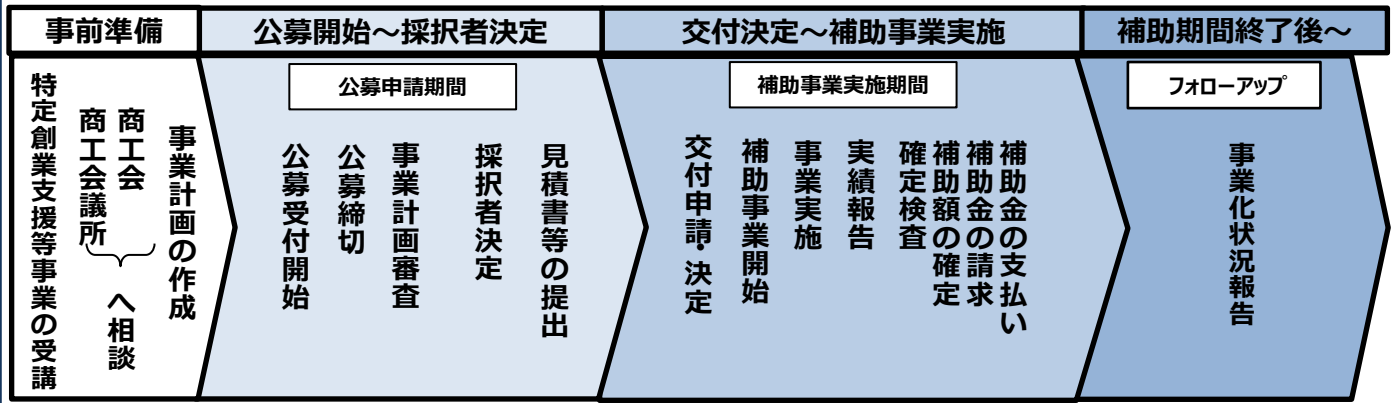 事前準備
公募開始～採択者決定
交付決定～補助事業実施
補助期間終了後～
特定創業支援等事業の受講
商工会
商工会議所
へ相談
事業計画の作成
公募申請期間
公募受付開始
公募締切
事業計画審査
採択者決定
見積書等の提出
補助事業実施期間
交付申請・決定
補助事業開始
事業実施
実績報告
確定検査
補助額の確定
補助金の請求
補助金の支払い
フォローアップ
事業化状況報告